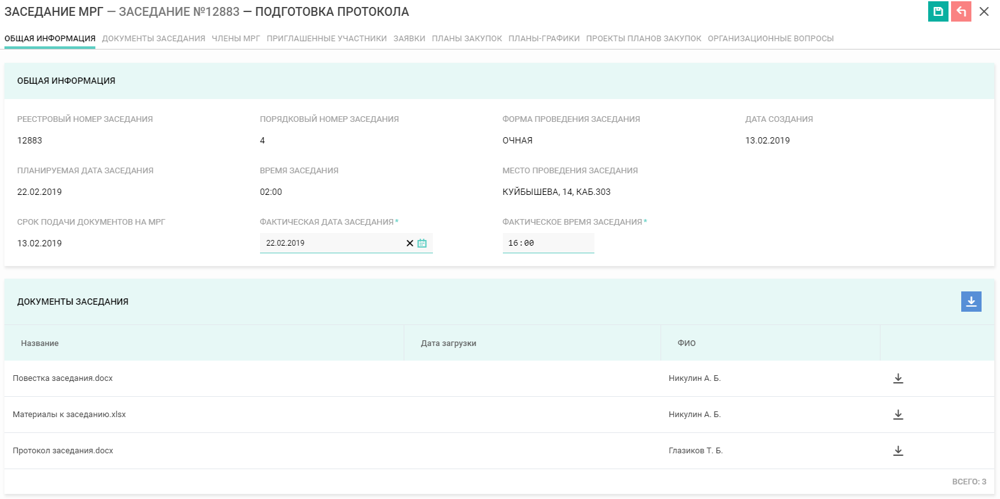 ЗАСЕДАНИЕ МРГ — ЗАСЕДАНИЕ №12883 — ПОДГОТОВКА ПРОТОКОЛА
ОБЩАЯ ИНФОРМАЦИЯ ДОКУМЕНТЫ ЗАСЕДАНИЯ ЧЛЕНЫ МРГ ПРИГЛАШЕННЫЕ УЧАСТНИКИ ЗАЯВКИ ПЛАНЫ ЗАКУПОК ПЛАНЫ-ГРАФИКИ ПРОЕКТЫ ПЛАНОВ ЗАКУПОК ОРГАНИЗАЦИОННЫЕ ВОПРОСЫ
ОБЩАЯ ИНФОРМАЦИЯ
РЕЕСТРОВЫЙ НОМЕР ЗАСЕДАНИЯ ПОРЯДКОВЫЙ НОМЕР ЗАСЕДАНИЯ ФОРМА ПРОВЕДЕНИЯ ЗАСЕДАНИЯ ДАТА СОЗДАНИЯ
12883 4 ОЧНАЯ 13.02.2019
ПЛАНИРУЕМАЯ ДАТА ЗАСЕДАНИЯ ВРЕМЯ ЗАСЕДАНИЯ МЕСТО ПРОВЕДЕНИЯ ЗАСЕДАНИЯ
22.02.2019 02:00 КУЙБЫШЕВА, 14, КАБ.303
СРОК ПОДАЧИ ДОКУМЕНТОВ НА МРГ ФАКТИЧЕСКАЯ ДАТА ЗАСЕДАНИЯ * ФАКТИЧЕСКОЕ ВРЕМЯ ЗАСЕДАНИЯ *
13.02.2019 22.02.2019 16:00
ДОКУМЕНТЫ ЗАСЕДАНИЯ
Название Дата загрузки ФИО
Повестка заседания.docx Никулин А. Б.
Материалы к заседанию.xlsx Никулин А. Б.
Протокол заседания.docx Глазиков Т. Б.
ВСЕГО: 3